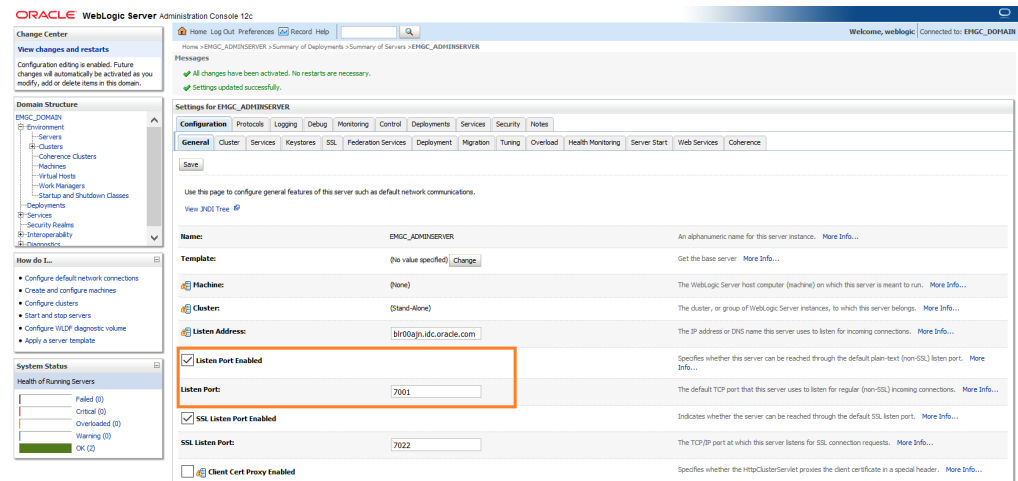 ORACLE WebLogic Server Administration Console 12c
Change Center
View changes and restarts
Configuration editing is enabled. Future
changes will automatically be activated as you
modify, add or delete items in this domain.
Domain Structure
EMGC_DOMAIN
Environment
Servers
Clusters
Coherence Clusters
Machines
Virtual Hosts
Work Managers
Startup and Shutdown Classes
Deployments
Services
Security Realms
Interoperability
Diagnostics
How do I...
Configure default network connections
Create and configure machines
Configure clusters
Start and stop servers
Configure WLDF diagnostic volume
Apply a server template
System Status
Health of Running Servers
Failed (0)
Critical (0)
Overloaded (0)
Warning (0)
OK (2)
Home Log Out Preferences Record Help
Welcome, weblogic Connected to: EMGC_DOMAIN
Home >EMGC_ADMINSERVER >Summary of Deployments >Summary of Servers >EMGC_ADMINSERVER
Messages
All changes have been activated. No restarts are necessary.
Settings updated successfully.
Settings for EMGC_ADMINSERVER
Configuration Protocols Logging Debug Monitoring Control Deployments Services Security Notes
General Cluster Services Keystores SSL Federation Services Deployment Migration Tuning Overload Health Monitoring Server Start Web Services Coherence
Save
Use this page to configure general features of this server such as default network communications.
View JNDI Tree
Name: EMGC_ADMINSERVER An alphanumeric name for this server instance. More Info...
Template: (No value specified) Change Get the base server More Info...
Machine: (None) The WebLogic Server host computer (machine) on which this server is meant to run. More Info...
Cluster: (Stand-Alone) The cluster, or group of WebLogic Server instances, to which this server belongs. More Info...
Listen Address: blr00ajn.idc.oracle.com The IP address or DNS name this server uses to listen for incoming connections. More Info...
Listen Port Enabled Specifies whether this server can be reached through the default plain-text (non-SSL) listen port. More
Info...
Listen Port: 7001 The default TCP port that this server uses to listen for regular (non-SSL) incoming connections. More Info...
SSL Listen Port Enabled Indicates whether the server can be reached through the default SSL listen port. More Info...
SSL Listen Port: 7022 The TCP/IP port at which this server listens for SSL connection requests. More Info...
Client Cert Proxy Enabled Specifies whether the HttpClusterServlet proxies the client certificate in a special header. More Info...